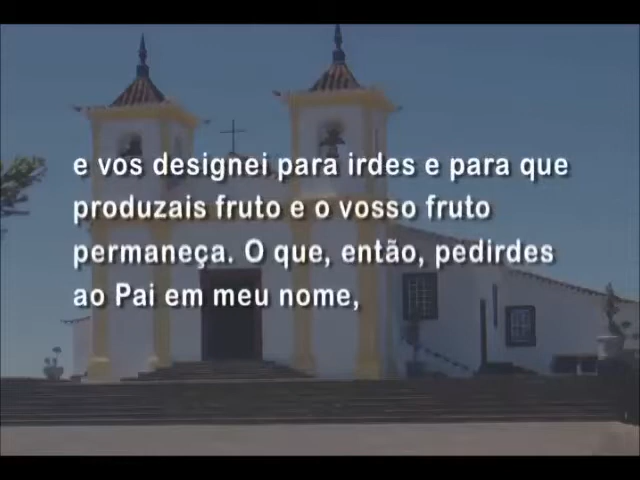 e vos designei para irdes e para que
produzais fruto e o vosso fruto
permaneça. O que, então, pedirdes
ao Pai em meu nome,